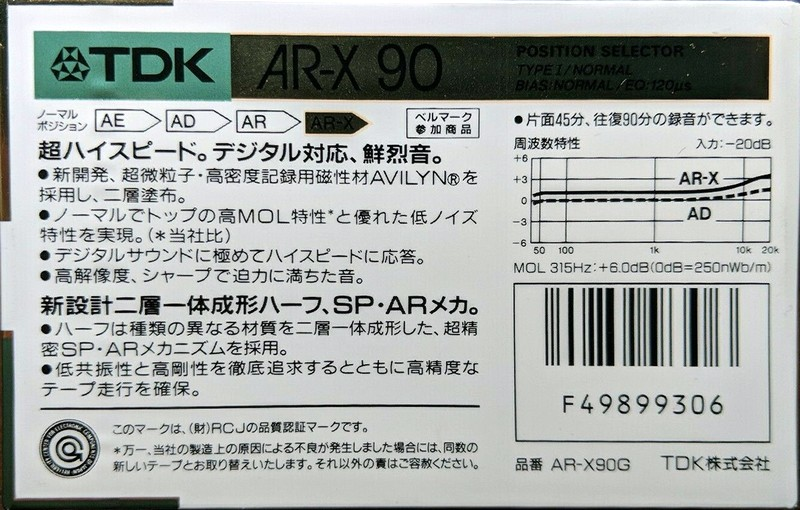 TDK AR-X 90
POSITION SELECTOR
TYPE I/NORMAL
BIAS:NORMAL/EQ:120μs
ノーマル
ポジション
AE AD AR AR-X
ベルマーク
参加商品
超ハイスピード。デジタル対応、鮮烈音。
●新開発、超微粒子・高密度記録用磁性材AVILYN®を
採用し、二層塗布。
●ノーマルでトップの高MOL特性*と優れた低ノイズ
特性を実現。(*当社比)
●デジタルサウンドに極めてハイスピードに応答。
●高解像度、シャープで迫力に満ちた音。
新設計二層一体成形ハーフ、SP・ARメカ。
●ハーフは種類の異なる材質を二層一体成形した、超精
密SP・ARメカニズムを採用。
●低共振性と高剛性を徹底追求するとともに高精度な
テープ走行を確保。
このマークは、(財)RCJの品質認証マークです。
*万一、当社の製造上の原因による不良が発生しました場合には、同数の
新しいテープとお取り替えいたします。それ以外の責はご容赦ください。
●片面45分、往復90分の録音ができます。
周波数特性 入力:-20dB
+6
+3
0
-3
-6
AR-X
AD
50 100 1k 10k 20k
MOL 315Hz:+6.0dB(0dB=250nWb/m)
F49899306
品番 AR-X90G TDK株式会社